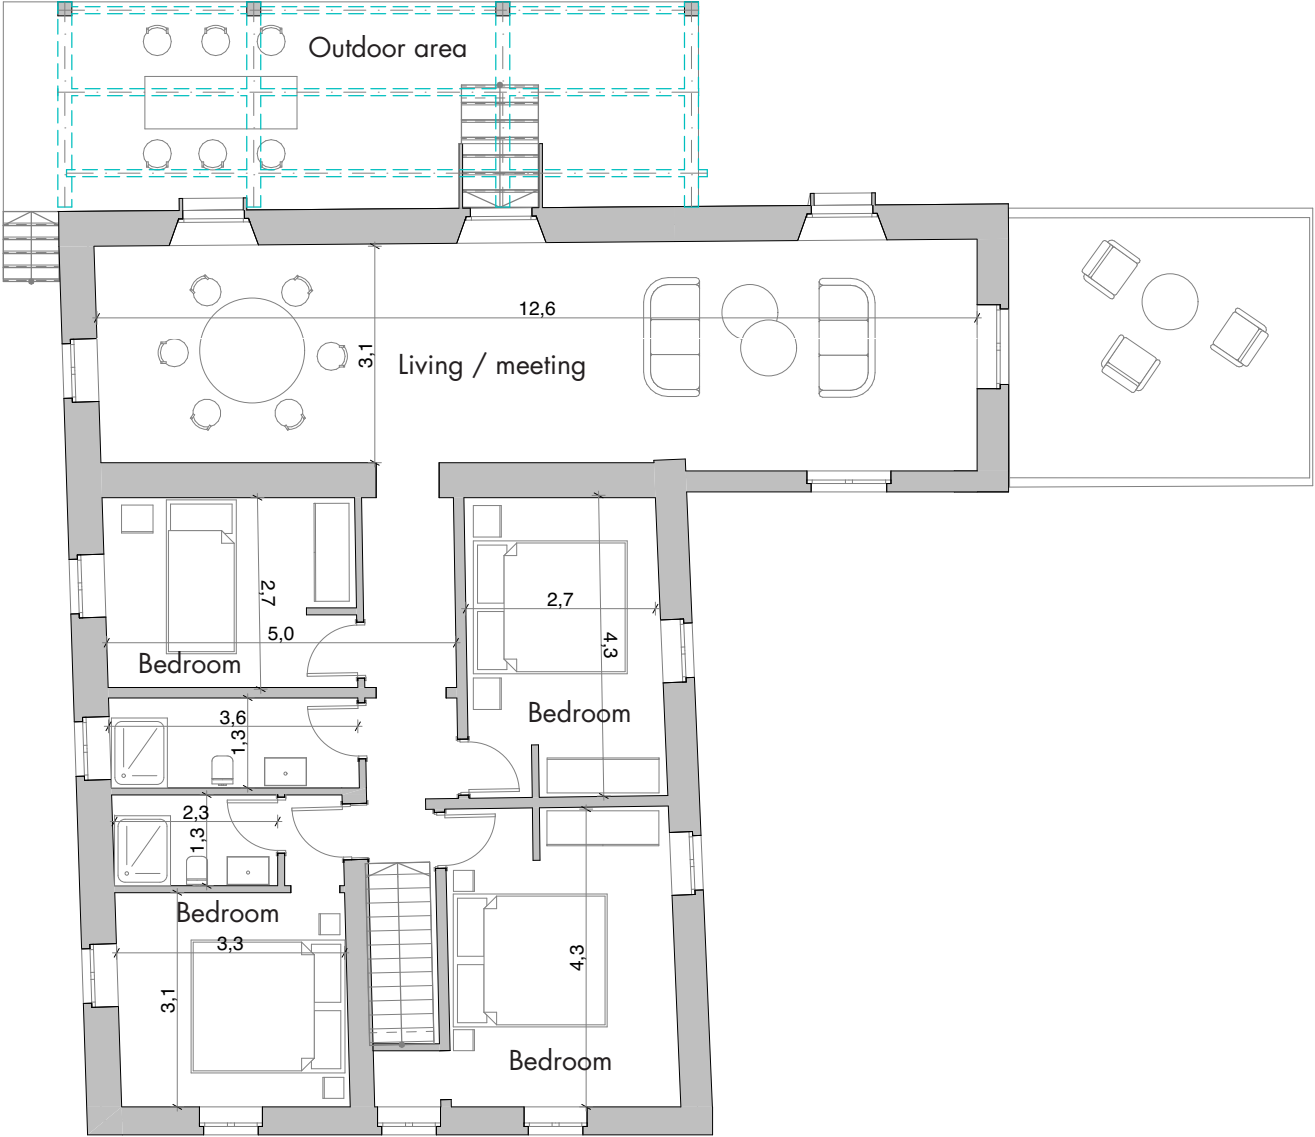 Outdoor area
12,6
3,1
Living / meeting
2,7
5,0
Bedroom
2,7
4,3
Bedroom
3,6
1,3
2,3
1,3
Bedroom
3,3
3,1
4,3
Bedroom